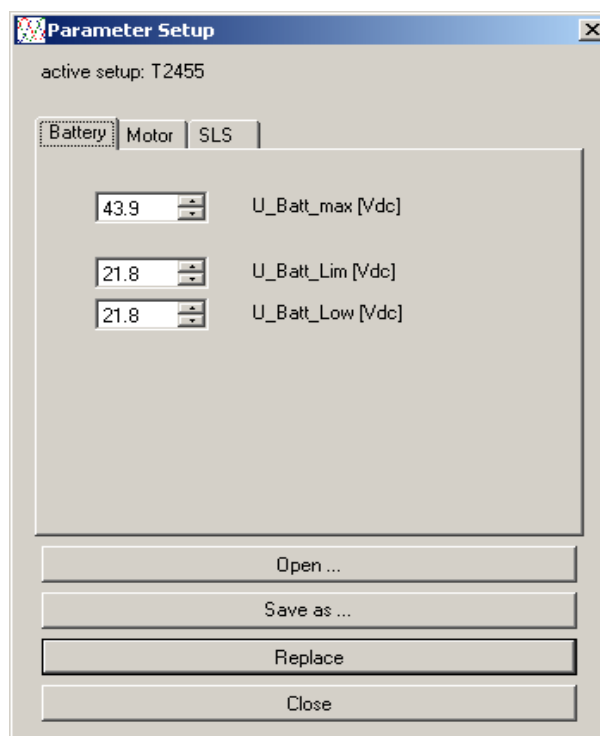 Parameter Setup
active setup: T2455
Battery Motor SLS
43.9 U_Batt_max [Vdc]
21.8 U_Batt_Lim [Vdc]
21.8 U_Batt_Low [Vdc]
Open ...
Save as ...
Replace
Close